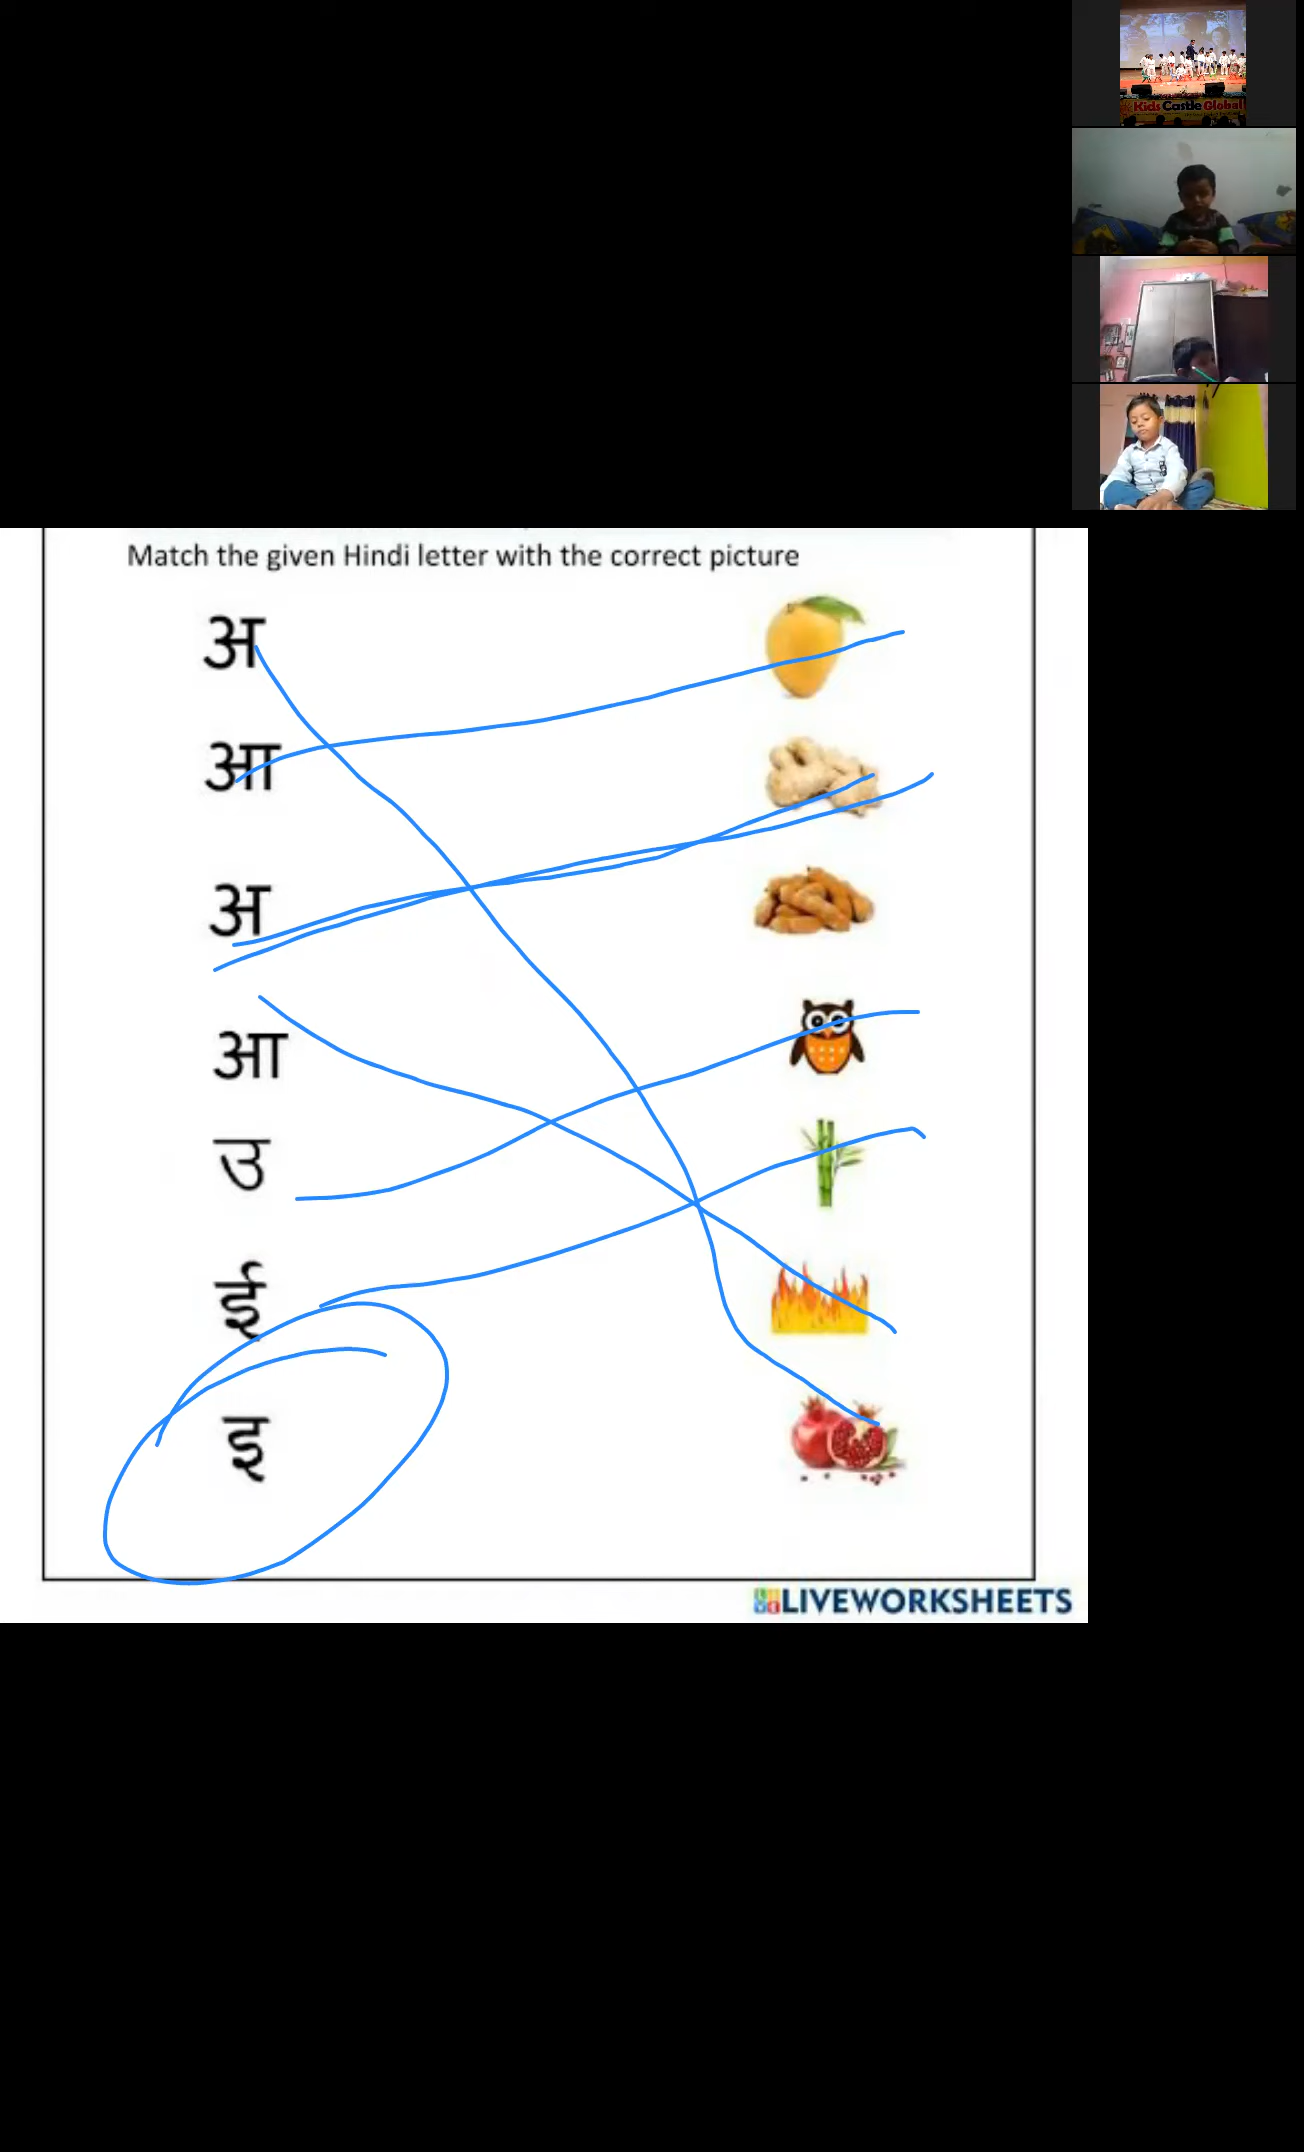 Kids Castle Global
Match the given Hindi letter with the correct picture
अ
आ
अ
आ
उ
ई
इ
LIVEWORKSHEETS